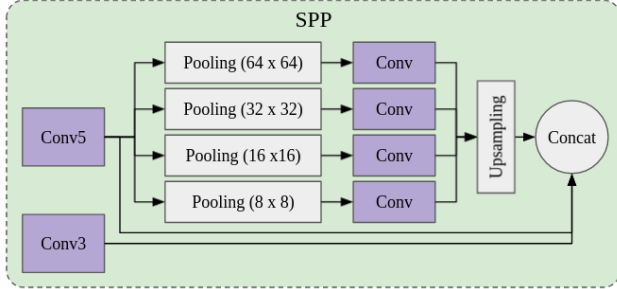 SPP
Pooling (64 x 64)
Conv
Pooling (32 x 32)
Conv
Conv5
Pooling (16 x16)
Conv
Pooling (8 x 8)
Conv
Upsampling
Concat
Conv3